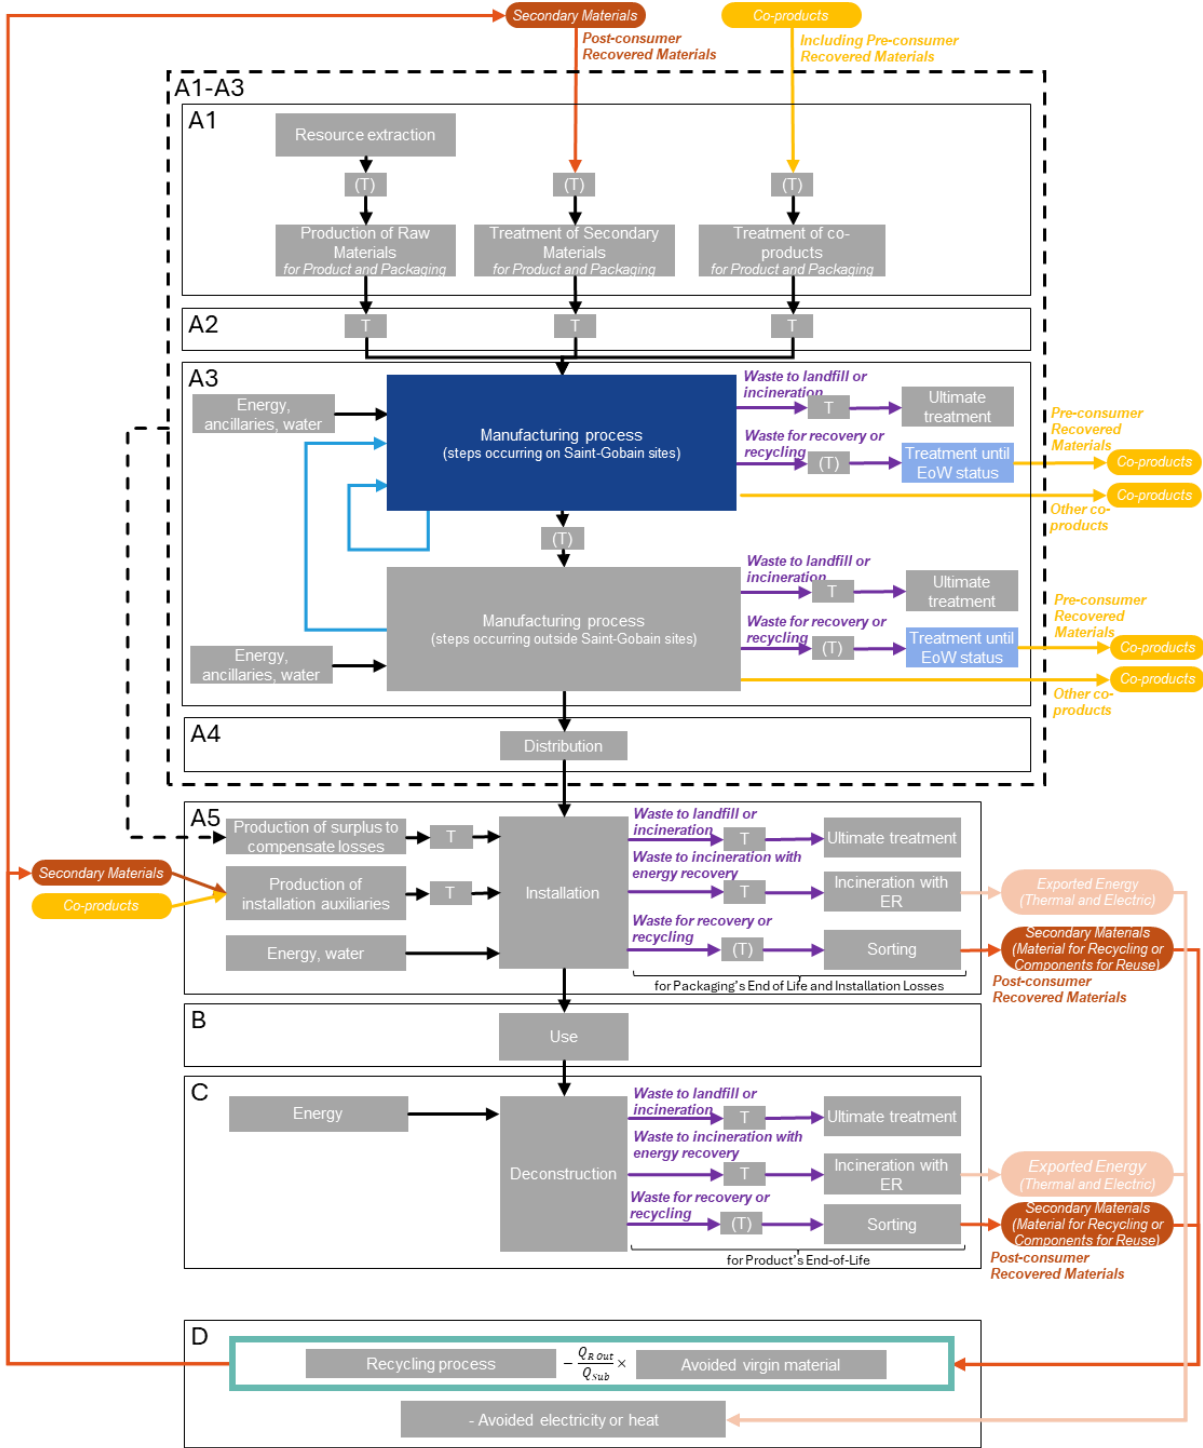 Secondary Materials
Co-products
Post-consumer
Recovered Materials
Including Pre-consumer
Recovered Materials
A1-A3
A1
Resource extraction
(T)
(T)
(T)
Production of Raw
Materials
for Product and Packaging
Treatment of Secondary
Materials
for Product and Packaging
Treatment of co-
products
for Product and Packaging
A2
T
T
T
A3
Energy,
ancillaries, water
Manufacturing process
(steps occurring on Saint-Gobain sites)
Waste to landfill or
incineration
T
Ultimate
treatment
Waste for recovery or
recycling
(T)
Treatment until
EoW status
Pre-consumer
Recovered
Materials
Co-products
Co-products
Other co-
products
(T)
Manufacturing process
(steps occurring outside Saint-Gobain sites)
Energy,
ancillaries, water
Waste to landfill or
incineration
T
Ultimate
treatment
Waste for recovery or
recycling
(T)
Treatment until
EoW status
Pre-consumer
Recovered
Materials
Co-products
Co-products
Other co-
products
A4
Distribution
A5
Production of surplus to
compensate losses
T
Secondary Materials
Co-products
Production of
installation auxiliaries
T
Energy, water
Installation
Waste to landfill or
incineration
T
Ultimate treatment
Waste to incineration with
energy recovery
T
Incineration with
ER
Exported Energy
(Thermal and Electric)
Waste for recovery or
recycling
(T)
Sorting
Secondary Materials
(Material for Recycling or
Components for Reuse)
Post-consumer
Recovered Materials
for Packaging's End of Life and Installation Losses
B
Use
C
Energy
Deconstruction
Waste to landfill or
incineration
T
Ultimate treatment
Waste to incineration with
energy recovery
T
Incineration with
ER
Exported Energy
(Thermal and Electric)
Waste for recovery or
recycling
(T)
Sorting
Secondary Materials
(Material for Recycling or
Components for Reuse)
Post-consumer
Recovered Materials
for Product's End-of-Life
D
Recycling process
− Q_R Out / Q_Sub ×
Avoided virgin material
- Avoided electricity or heat